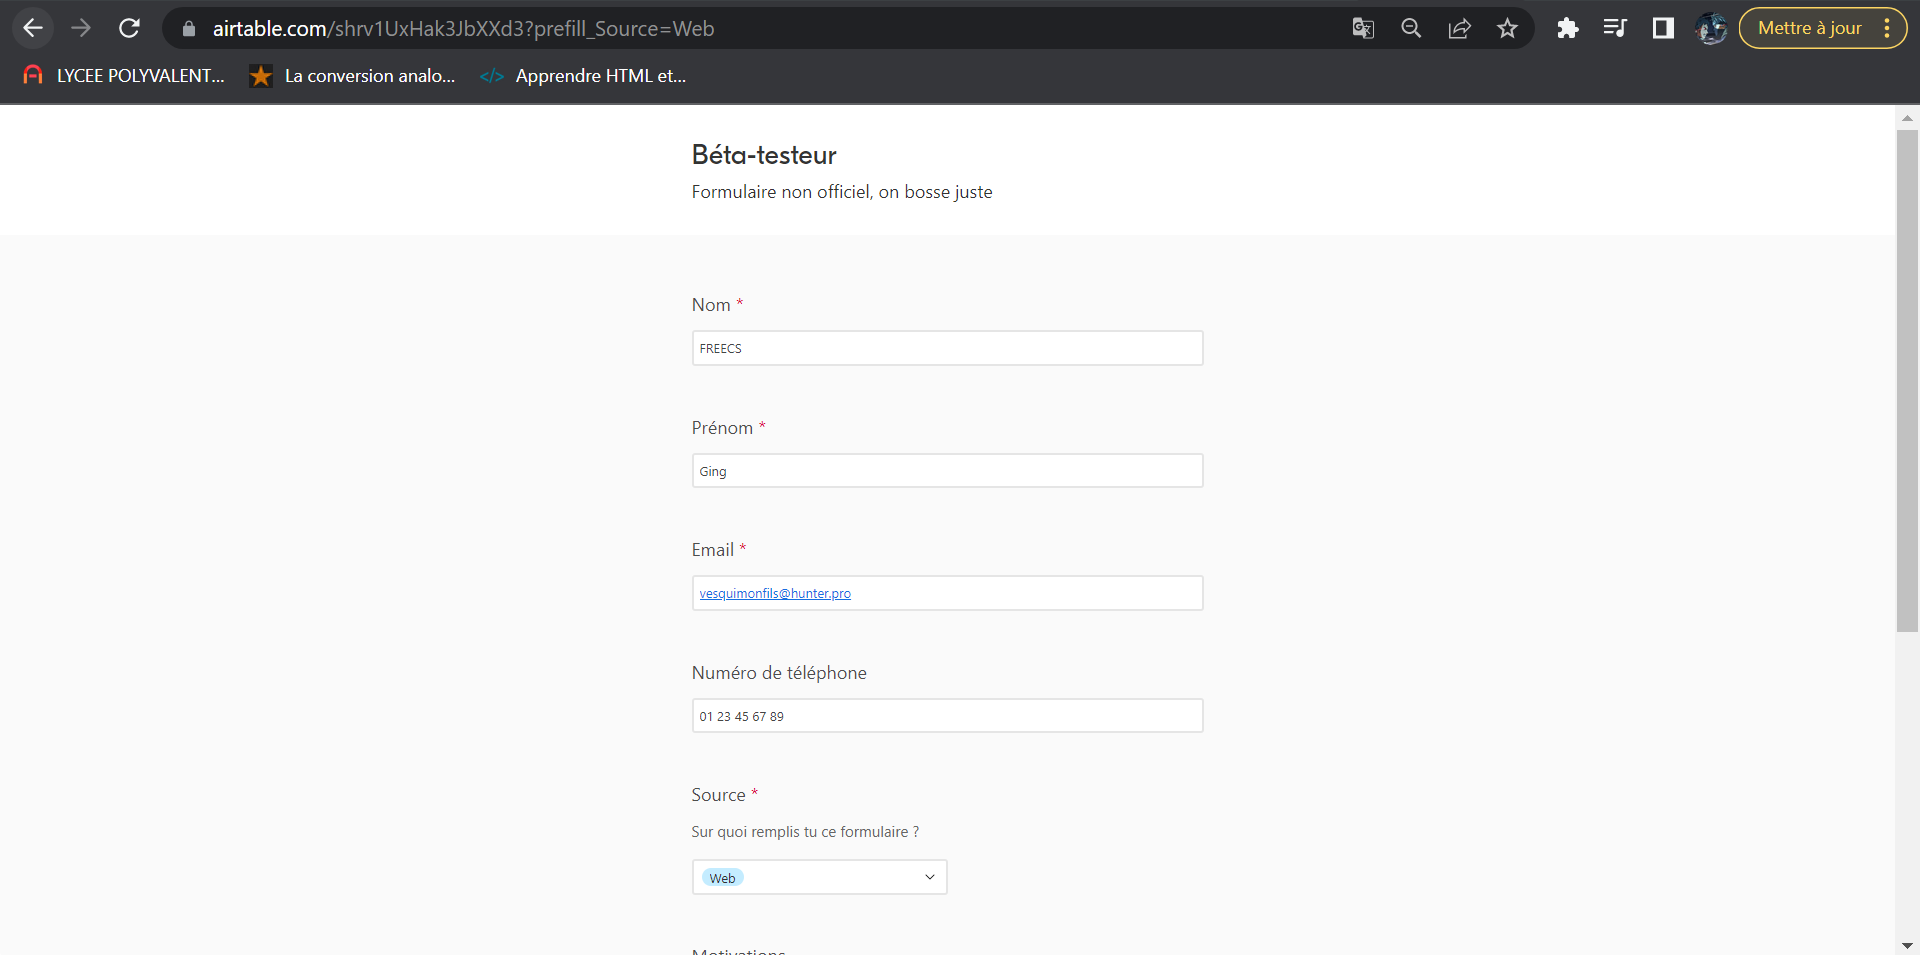 airtable.com/shrv1UxHak3JbXXd3?prefill_Source=Web
Mettre à jour
LYCEE POLYVALENT...
La conversion analo...
</> Apprendre HTML et...
Béta-testeur
Formulaire non officiel, on bosse juste
Nom *
FREECS
Prénom *
Ging
Email *
vesquimonfils@hunter.pro
Numéro de téléphone
01 23 45 67 89
Source *
Sur quoi remplis tu ce formulaire ?
Web
Motivations